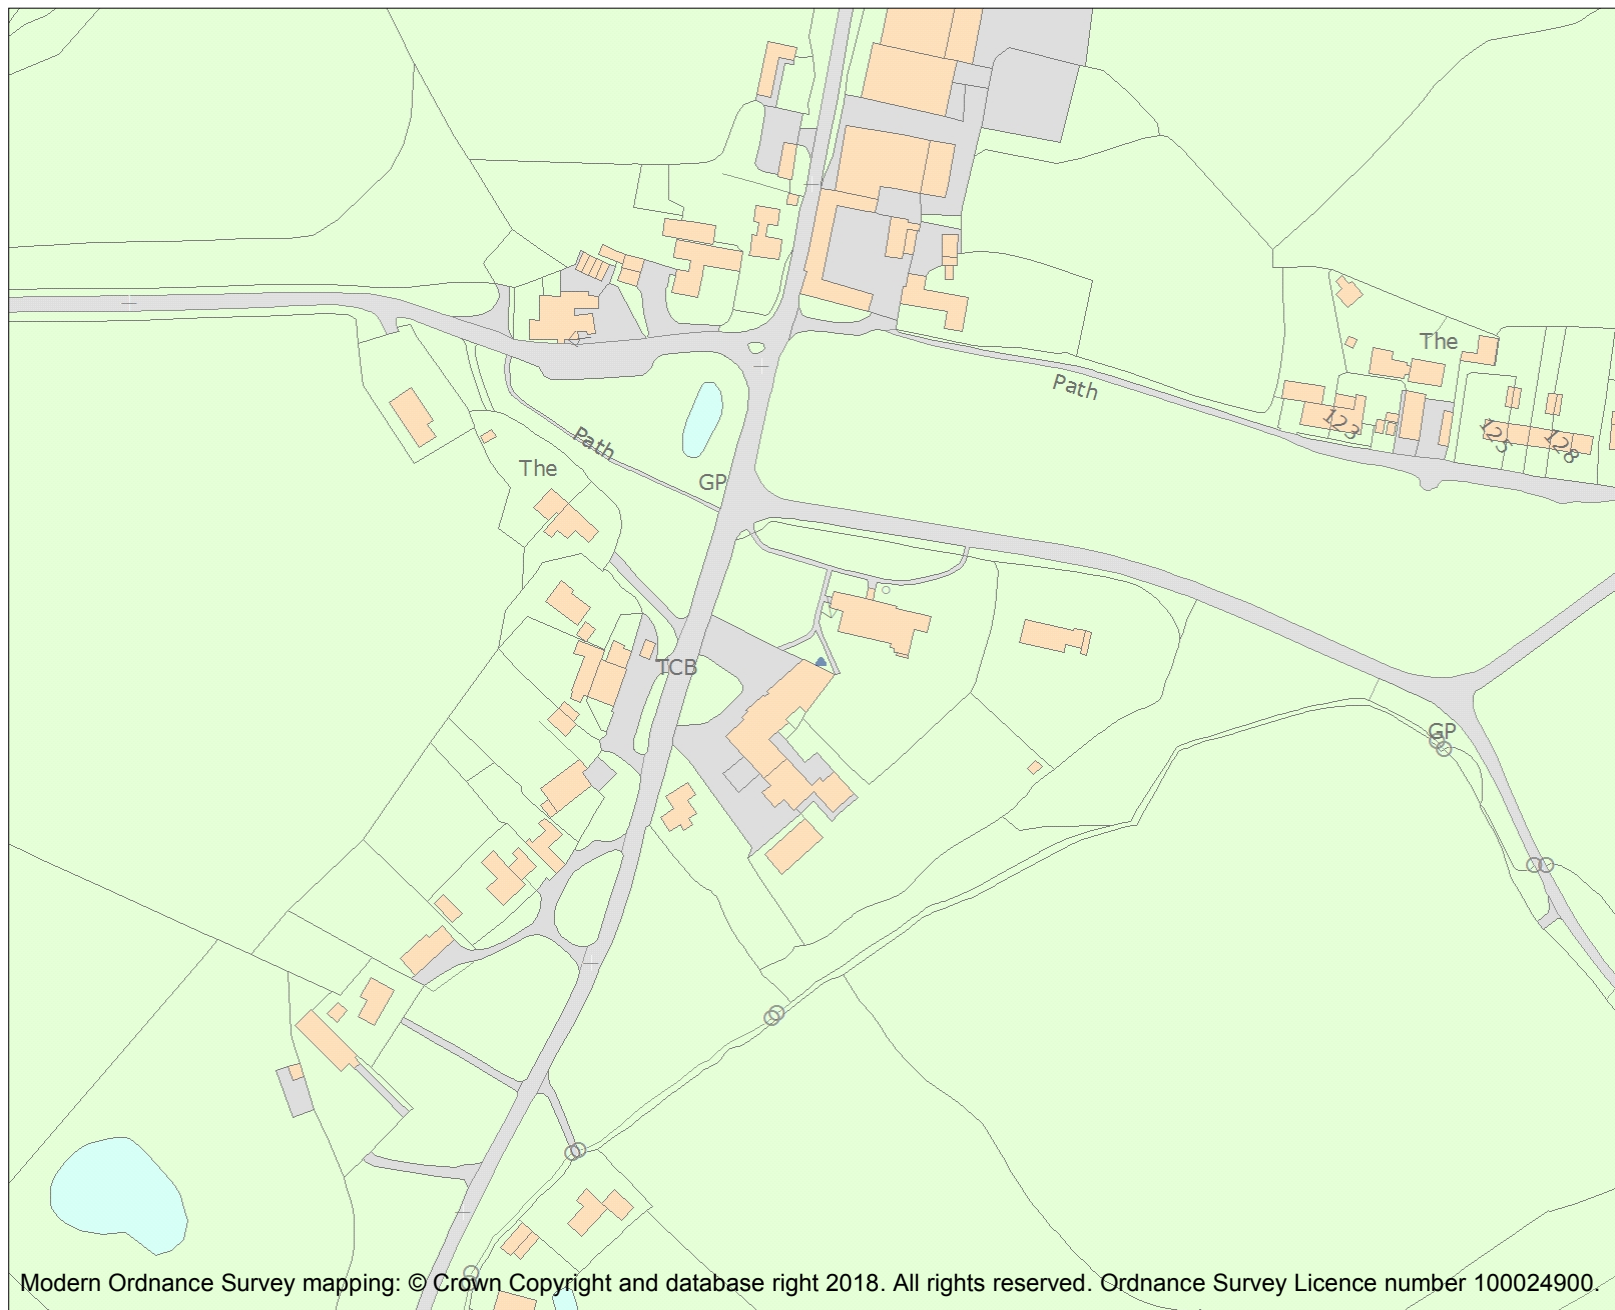 The
Path
123
125
128
Path
The
GP
TCB
GP
Modern Ordnance Survey mapping: © Crown Copyright and database right 2018. All rights reserved. Ordnance Survey Licence number 100024900.